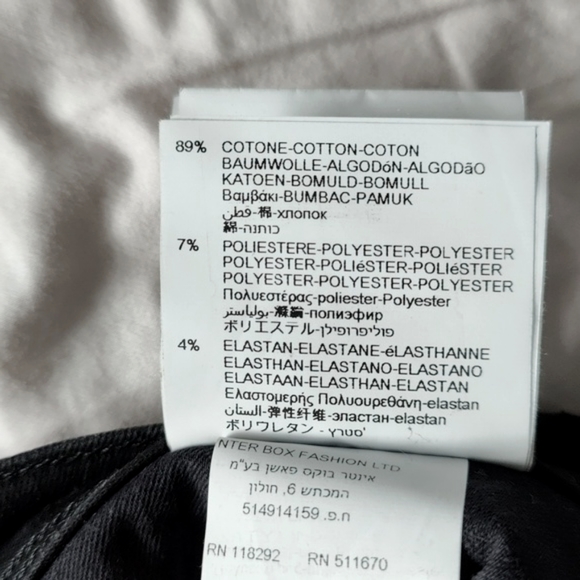 89% COTONE-COTTON-COTON
BAUMWOLLE-ALGODóN-ALGODãO
KATOEN-BOMULD-BOMULL
Βαμβάκι-BUMBAC-PAMUK
قطن-棉-хлопок
綿-כותנה
7% POLIESTERE-POLYESTER-POLYESTER
POLYESTER-POLIéSTER-POLIéSTER
POLYESTER-POLYESTER-POLYESTER
Πολυεστέρας-poliester-Polyester
بولياستر-полиэфир
ポリエステル-פוליפרופילן
4% ELASTAN-ELASTANE-éLASTHANNE
ELASTHAN-ELASTANO-ELASTANO
ELASTAAN-ELASTHAN-ELASTAN
Ελαστομερής Πολυουρεθάνη-elastan
الستان-弹性纤维-эластан-elastan
ポリウレタン - סטרץ'
NTER BOX FASHION LTD
אינטר בוקס פאשן בע"מ
המכתש 6, חולון
ח.פ. 514914159
RN 118292 RN 511670